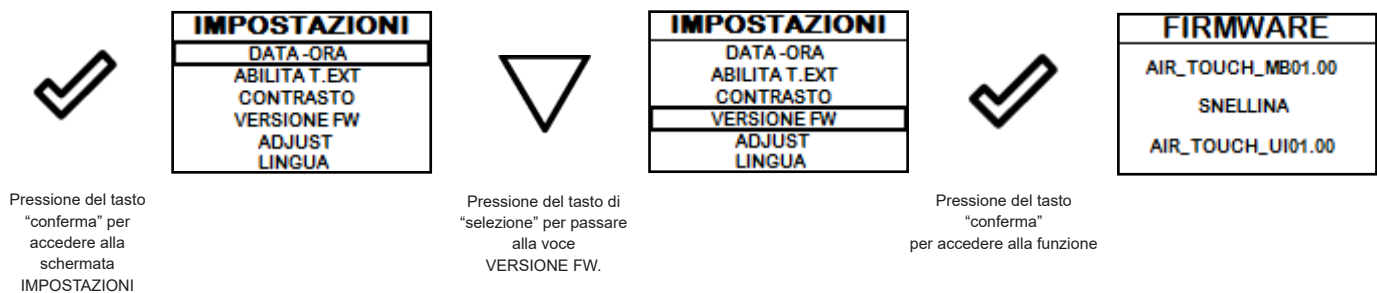 IMPOSTAZIONI
DATA-ORA
ABILITA T.EXT
CONTRASTO
VERSIONE FW
ADJUST
LINGUA
IMPOSTAZIONI
DATA-ORA
ABILITA T.EXT
CONTRASTO
VERSIONE FW
ADJUST
LINGUA
FIRMWARE
AIR_TOUCH_MB01.00
SNELLINA
AIR_TOUCH_UI01.00
Pressione del tasto
“conferma” per
accedere alla
schermata
IMPOSTAZIONI
Pressione del tasto di
“selezione” per passare
alla voce
VERSIONE FW.
Pressione del tasto
“conferma”
per accedere alla funzione